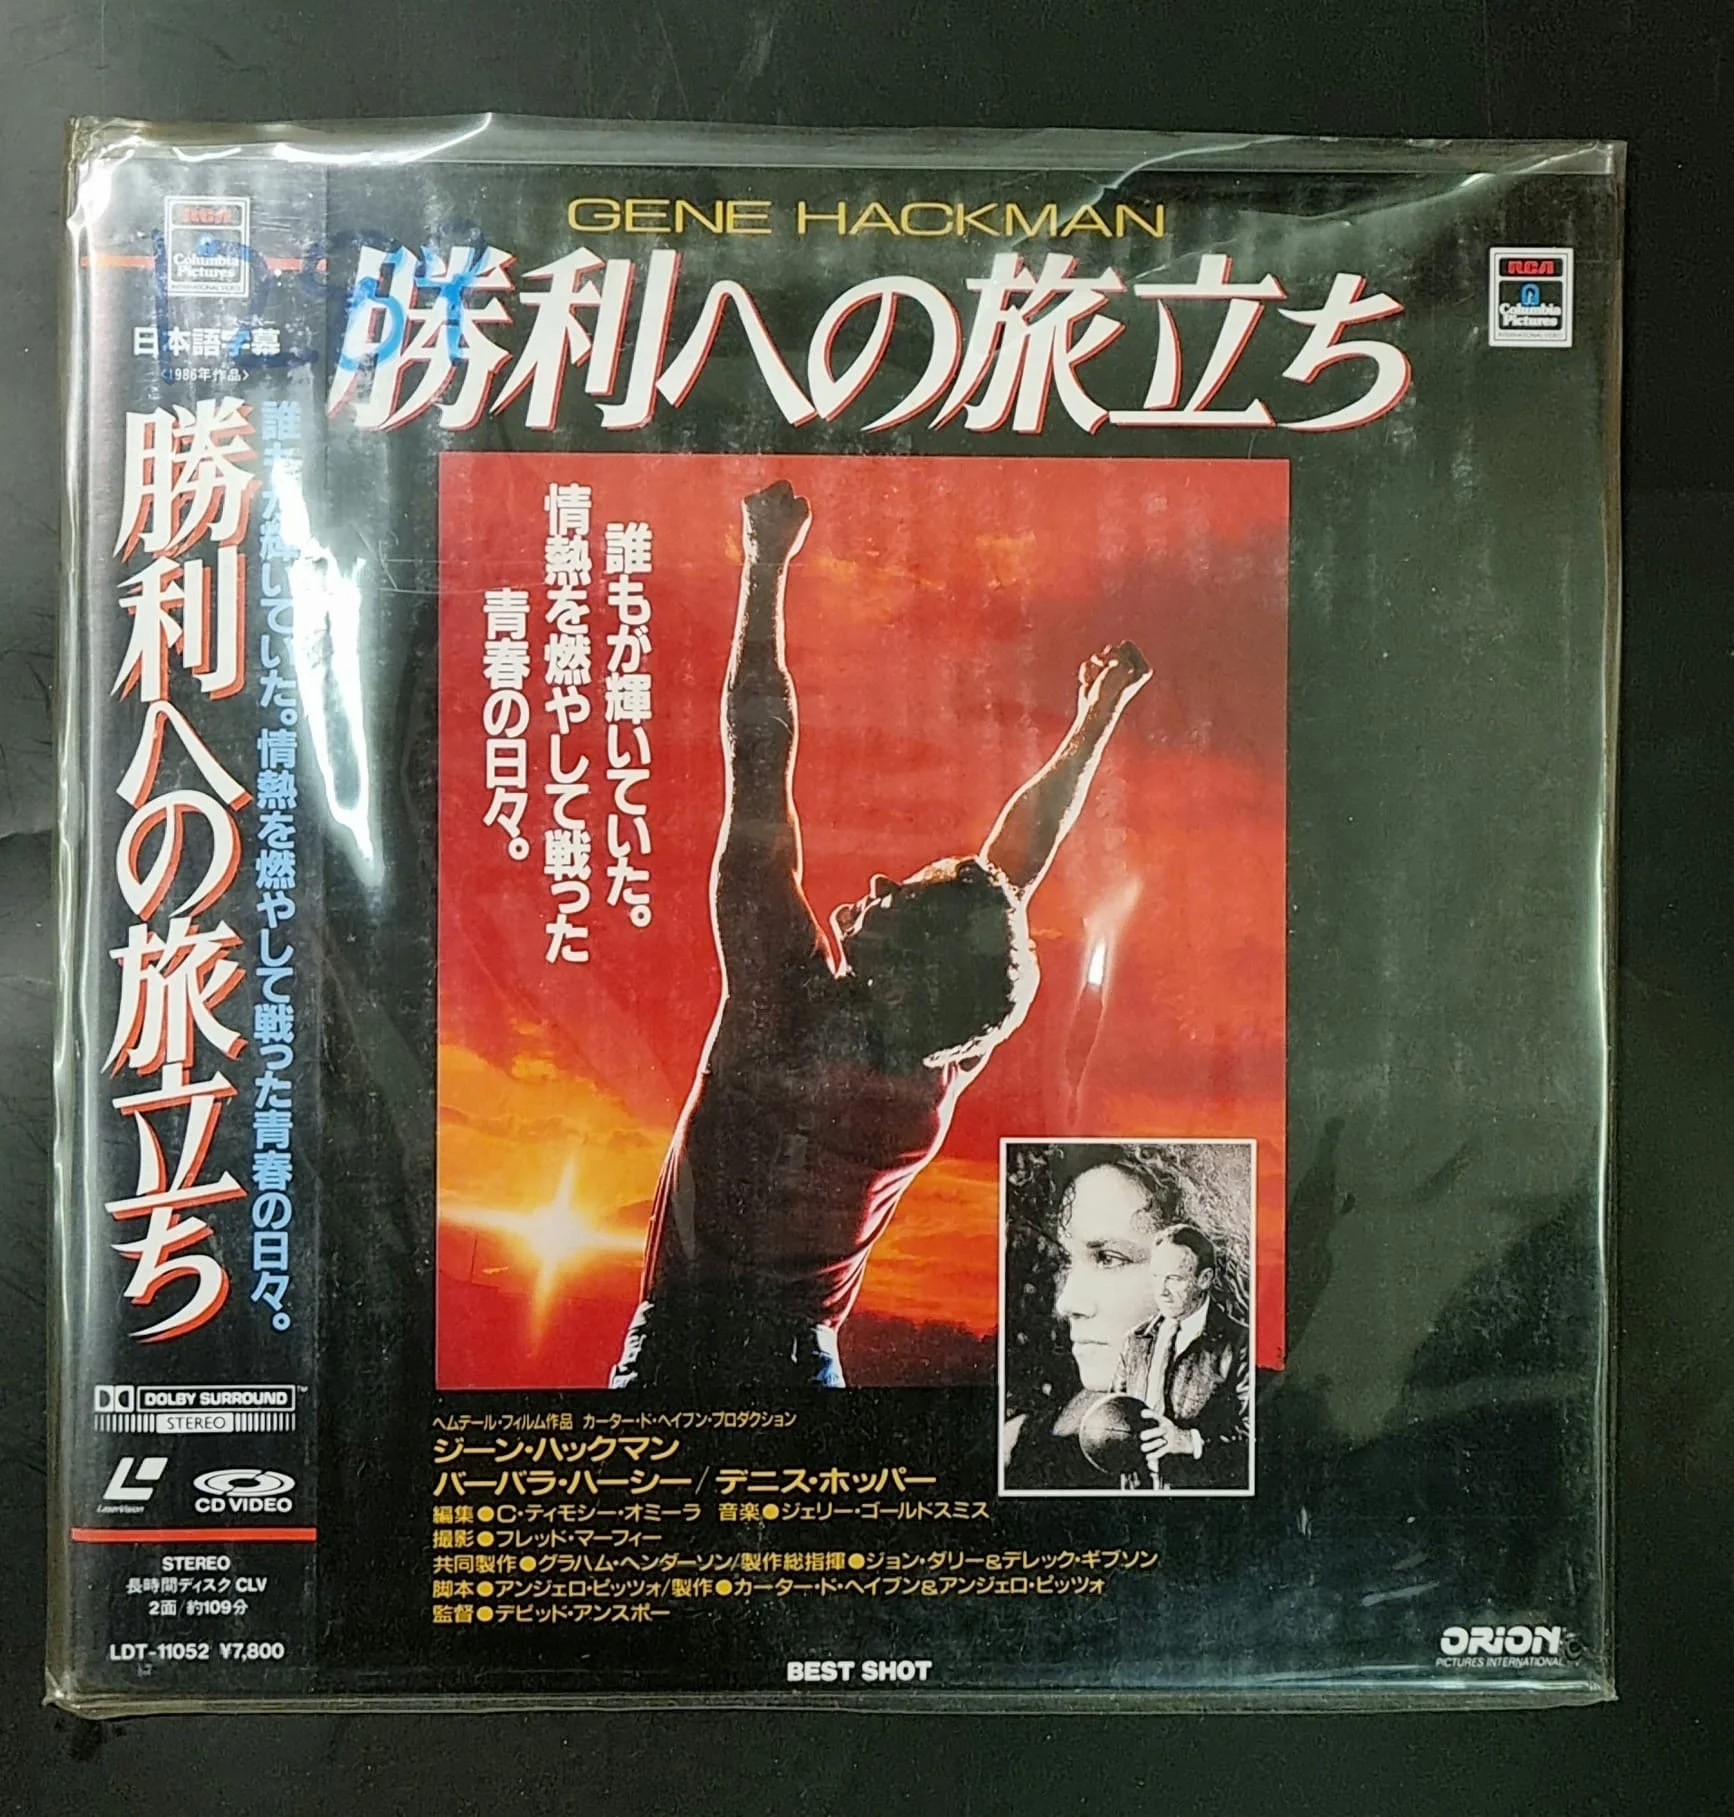 RCA
Columbia
Pictures
INTERNATIONAL VIDEO
スーパー
日本語字幕
〈1986年作品〉
誰もが輝いていた。情熱を燃やして戦った青春の日々。
勝利への旅立ち
DOLBY SURROUND
STEREO
LaserVision
CD VIDEO
STEREO
長時間ディスク CLV
2面/約109分
LDT-11052 ¥7,800
GENE HACKMAN
勝利への旅立ち
RCA
Columbia
Pictures
INTERNATIONAL VIDEO
誰もが輝いていた。
情熱を燃やして戦った
青春の日々。
ヘムデール・フィルム作品 カーター・ド・ヘイブン・プロダクション
ジーン・ハックマン
バーバラ・ハーシー/デニス・ホッパー
編集●C・ティモシー・オミーラ 音楽●ジェリー・ゴールドスミス
撮影●フレッド・マーフィー
共同製作●グラハム・ヘンダーソン/製作総指揮●ジョン・ダリー&デレック・ギブソン
脚本●アンジェロ・ピッツォ/製作●カーター・ド・ヘイブン&アンジェロ・ピッツォ
監督●デビッド・アンスポー
BEST SHOT
ORION
PICTURES INTERNATIONAL